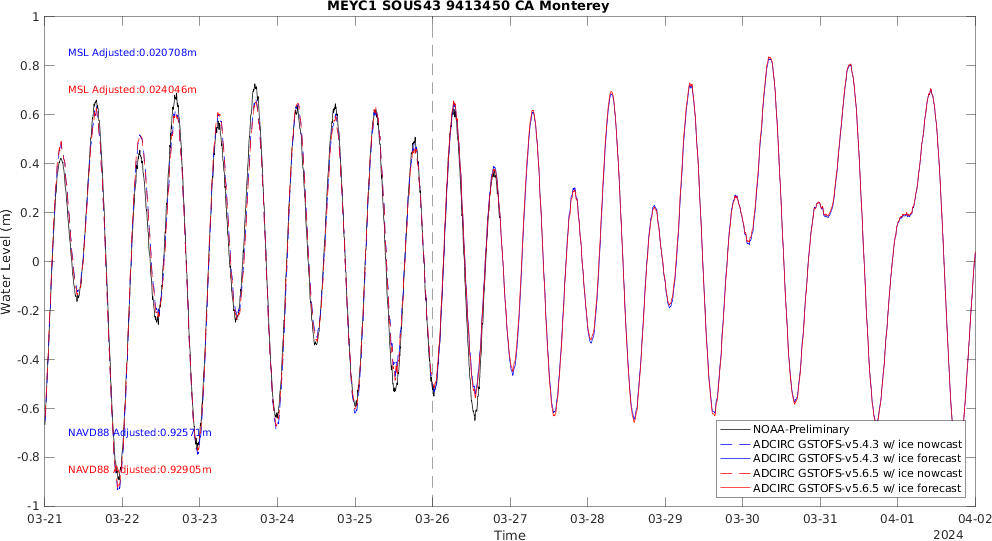 MEYC1 SOUS43 9413450 CA Monterey
MSL Adjusted:0.020708m
MSL Adjusted:0.024046m
NAVD88 Adjusted:0.92571m
NAVD88 Adjusted:0.92905m
Water Level (m)
1
0.8
0.6
0.4
0.2
0
-0.2
-0.4
-0.6
-0.8
-1
NOAA-Preliminary
ADCIRC GSTOFS-v5.4.3 w/ ice nowcast
ADCIRC GSTOFS-v5.4.3 w/ ice forecast
ADCIRC GSTOFS-v5.6.5 w/ ice nowcast
ADCIRC GSTOFS-v5.6.5 w/ ice forecast
03-21 03-22 03-23 03-24 03-25 03-26 03-27 03-28 03-29 03-30 03-31 04-01 04-02
Time
2024